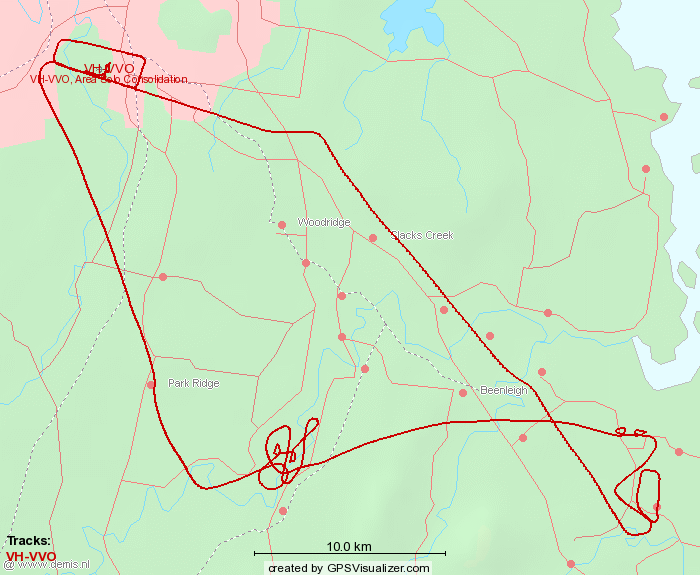 VH-VVO
VH-VVO, Area Solo Consolidation
Woodridge
Slacks Creek
Park Ridge
Beenleigh
Tracks:
VH-VVO
@ www.demis.nl
10.0 km
created by GPSVisualizer.com